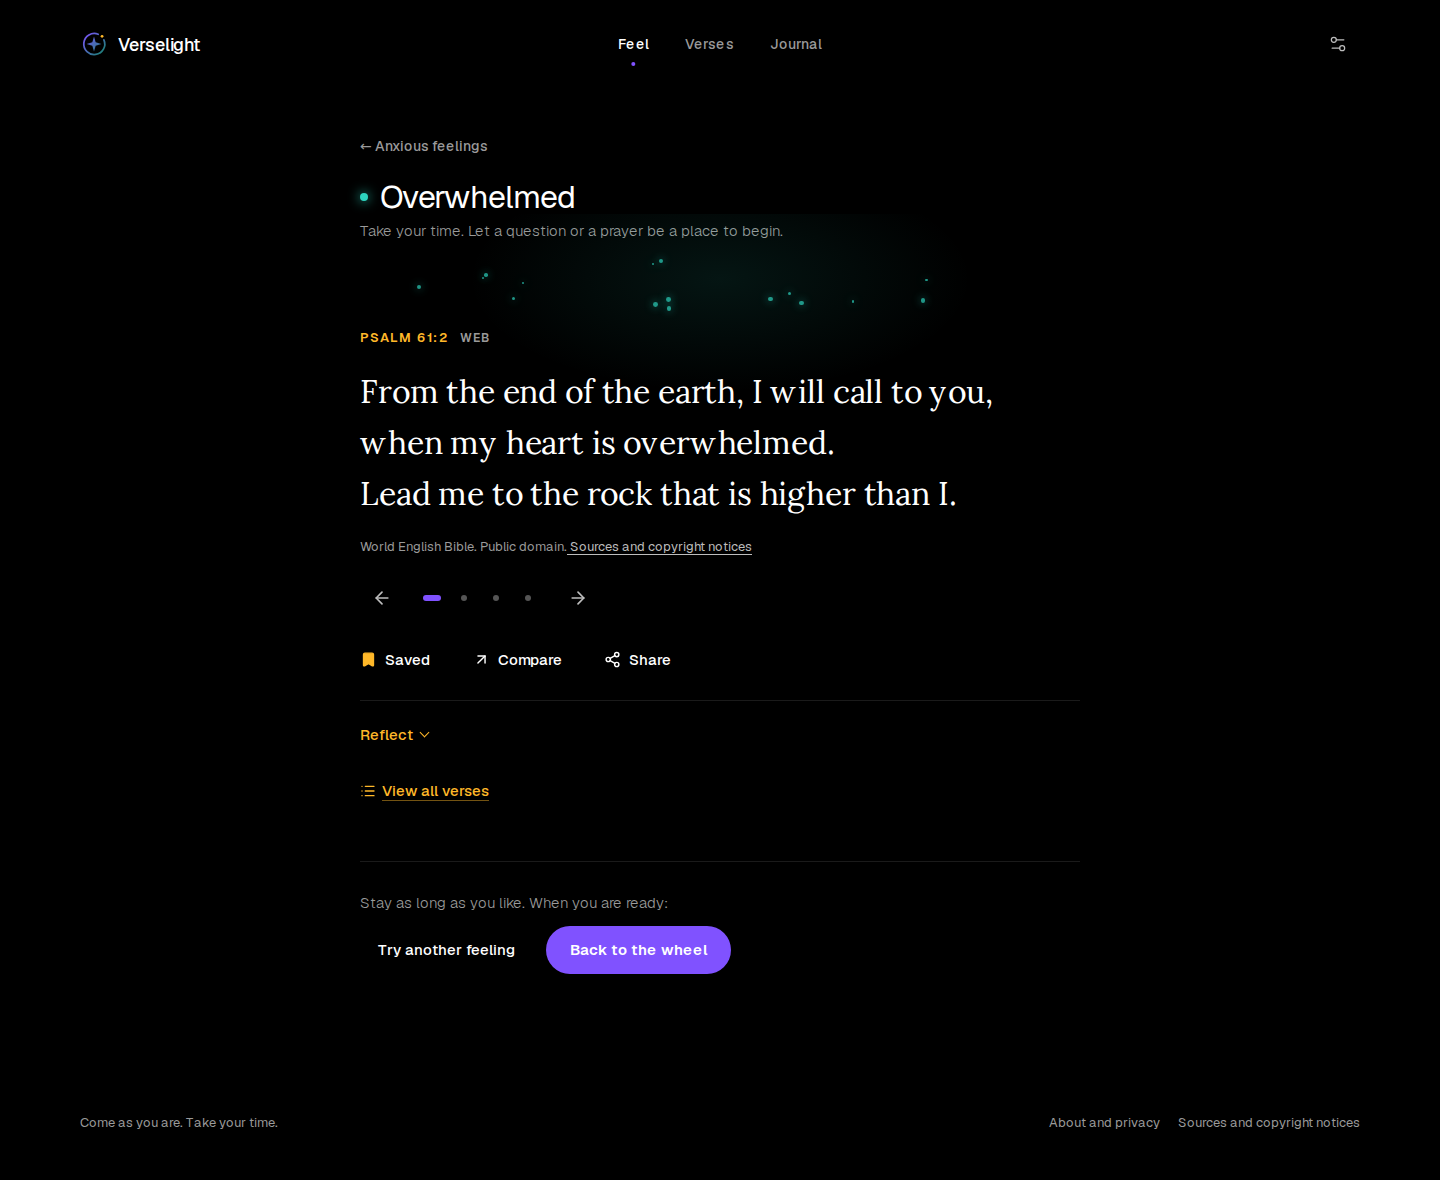 Verselight
Feel Verses Journal
← Anxious feelings
Overwhelmed
Take your time. Let a question or a prayer be a place to begin.
PSALM 61:2 WEB
From the end of the earth, I will call to you,
when my heart is overwhelmed.
Lead me to the rock that is higher than I.
World English Bible. Public domain. Sources and copyright notices
Saved Compare Share
Reflect
View all verses
Stay as long as you like. When you are ready:
Try another feeling Back to the wheel
Come as you are. Take your time. About and privacy Sources and copyright notices